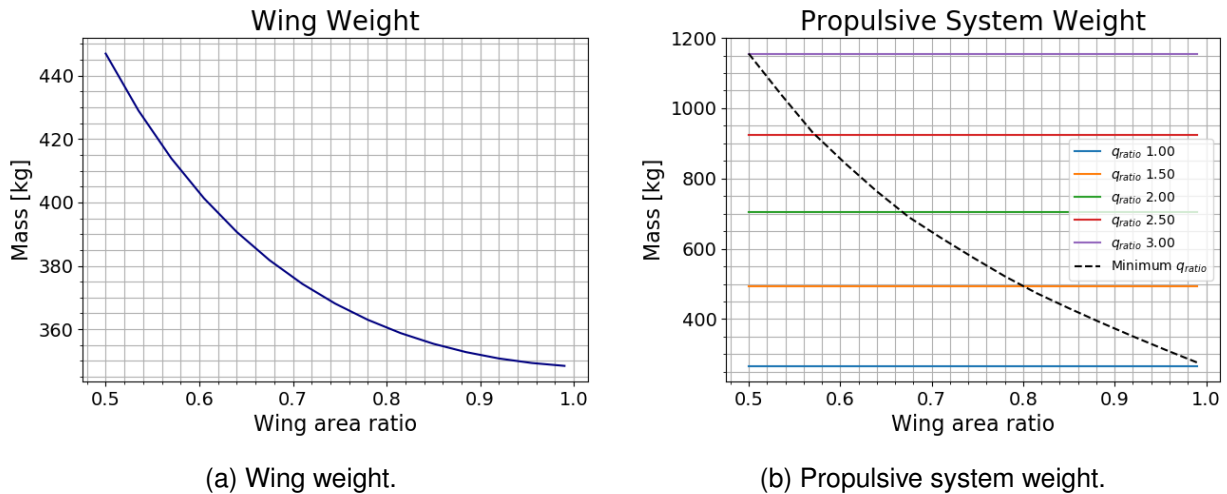 Wing Weight
Mass [kg]
440
420
400
380
360
0.5 0.6 0.7 0.8 0.9 1.0
Wing area ratio
(a) Wing weight.
Propulsive System Weight
Mass [kg]
1200
1000
800
600
400
q_ratio 1.00
q_ratio 1.50
q_ratio 2.00
q_ratio 2.50
q_ratio 3.00
Minimum q_ratio
0.5 0.6 0.7 0.8 0.9 1.0
Wing area ratio
(b) Propulsive system weight.